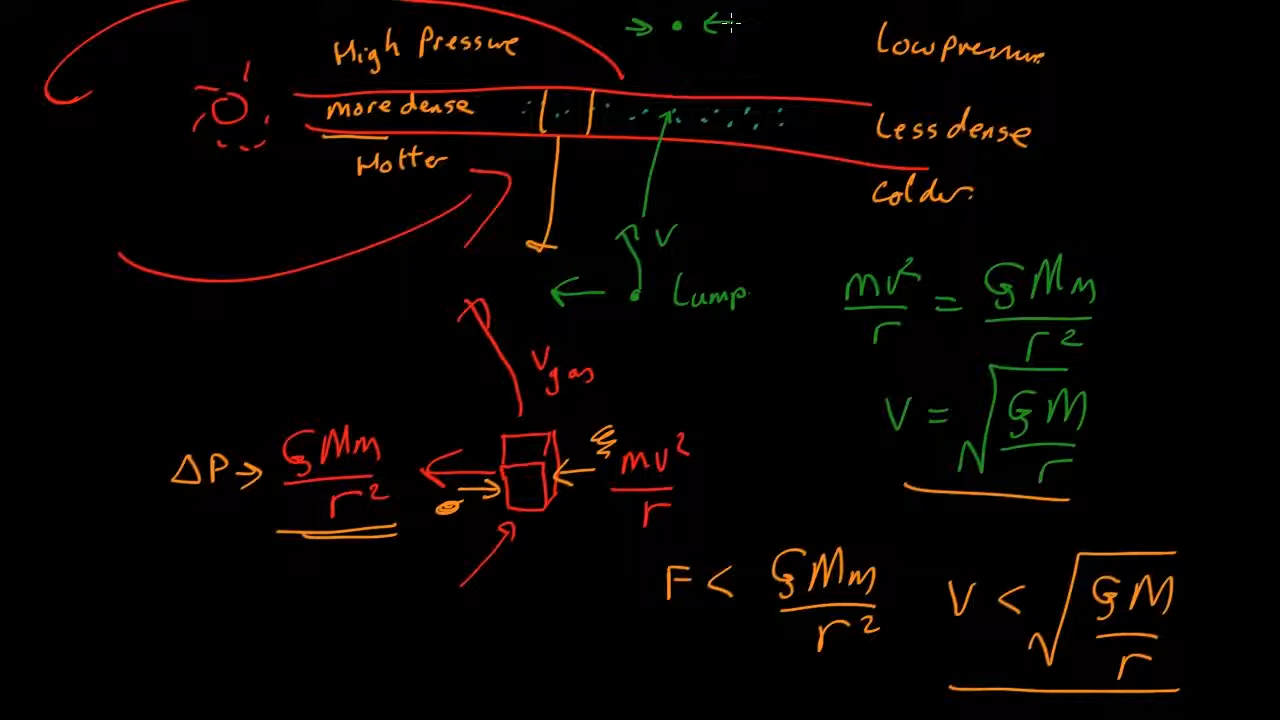 High Pressure
Low pressure
more dense
Less dense
Hotter
Colder
V
Lump
mv² / r = GMm / r²
V gas
V = √(GM / r)
ΔP → GMm / r²
mv² / r
F < GMm / r²
V < √(GM / r)